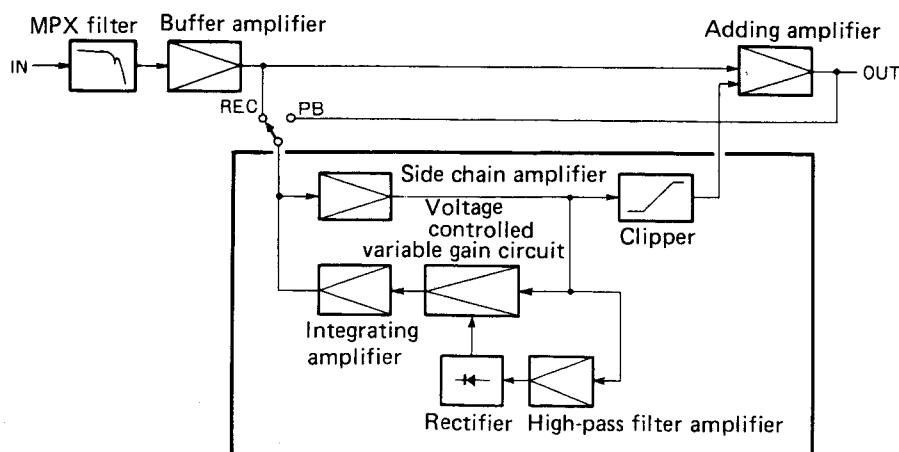 MPX filter
Buffer amplifier
Adding amplifier
IN
OUT
REC
PB
Side chain amplifier
Voltage
controlled
variable gain circuit
Clipper
Integrating
amplifier
Rectifier
High-pass filter amplifier